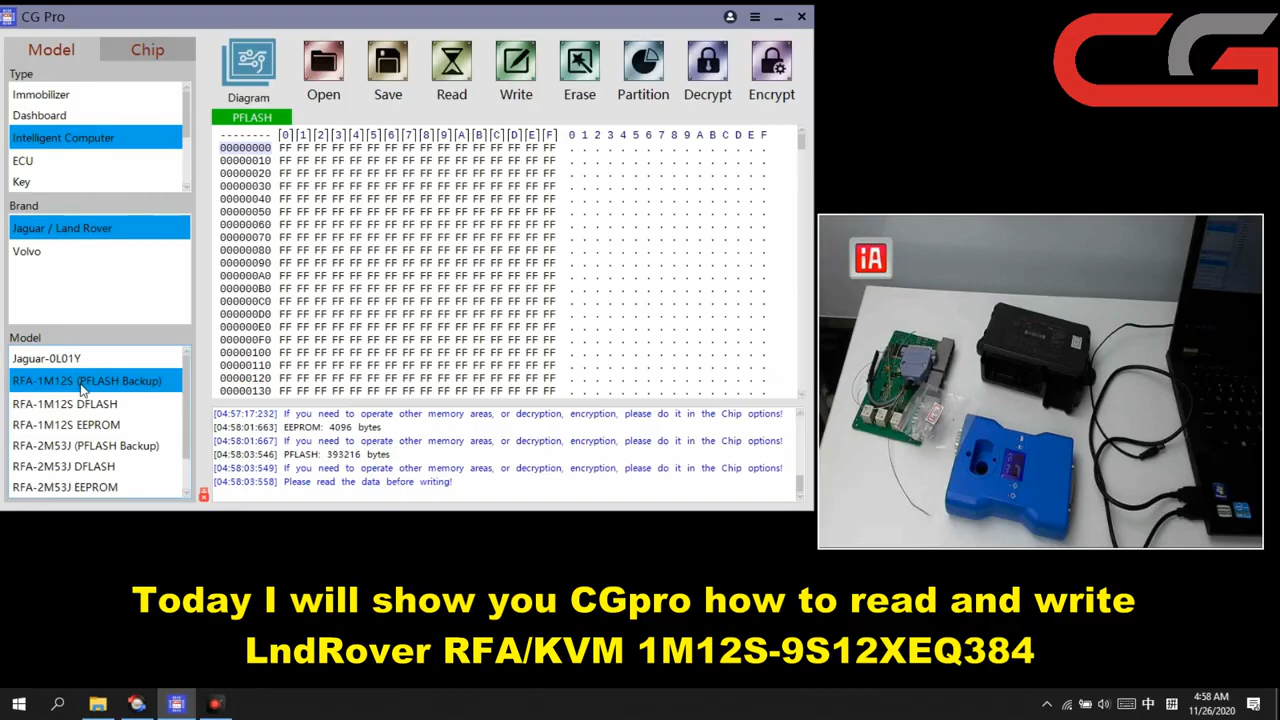 CG Pro
CG
Model
Chip
Type
Immobilizer
Dashboard
Intelligent Computer
ECU
Key
Brand
Jaguar / Land Rover
Volvo
Model
Jaguar-0L01Y
RFA-1M12S (PFLASH Backup)
RFA-1M12S DFLASH
RFA-1M12S EEPROM
RFA-2M53J (PFLASH Backup)
RFA-2M53J DFLASH
RFA-2M53J EEPROM
Diagram
Open
Save
Read
Write
Erase
Partition
Decrypt
Encrypt
PFLASH
-------- [0][1][2][3][4][5][6][7][8][9][A][B][C][D][E][F] 0 1 2 3 4 5 6 7 8 9 A B C D E F
00000000 FF FF FF FF FF FF FF FF FF FF FF FF FF FF FF FF . . . . . . . . . . . . . . . .
00000010 FF FF FF FF FF FF FF FF FF FF FF FF FF FF FF FF . . . . . . . . . . . . . . . .
00000020 FF FF FF FF FF FF FF FF FF FF FF FF FF FF FF FF . . . . . . . . . . . . . . . .
00000030 FF FF FF FF FF FF FF FF FF FF FF FF FF FF FF FF . . . . . . . . . . . . . . . .
00000040 FF FF FF FF FF FF FF FF FF FF FF FF FF FF FF FF . . . . . . . . . . . . . . . .
00000050 FF FF FF FF FF FF FF FF FF FF FF FF FF FF FF FF . . . . . . . . . . . . . . . .
00000060 FF FF FF FF FF FF FF FF FF FF FF FF FF FF FF FF . . . . . . . . . . . . . . . .
00000070 FF FF FF FF FF FF FF FF FF FF FF FF FF FF FF FF . . . . . . . . . . . . . . . .
00000080 FF FF FF FF FF FF FF FF FF FF FF FF FF FF FF FF . . . . . . . . . . . . . . . .
00000090 FF FF FF FF FF FF FF FF FF FF FF FF FF FF FF FF . . . . . . . . . . . . . . . .
000000A0 FF FF FF FF FF FF FF FF FF FF FF FF FF FF FF FF . . . . . . . . . . . . . . . .
000000B0 FF FF FF FF FF FF FF FF FF FF FF FF FF FF FF FF . . . . . . . . . . . . . . . .
000000C0 FF FF FF FF FF FF FF FF FF FF FF FF FF FF FF FF . . . . . . . . . . . . . . . .
000000D0 FF FF FF FF FF FF FF FF FF FF FF FF FF FF FF FF . . . . . . . . . . . . . . . .
000000E0 FF FF FF FF FF FF FF FF FF FF FF FF FF FF FF FF . . . . . . . . . . . . . . . .
000000F0 FF FF FF FF FF FF FF FF FF FF FF FF FF FF FF FF . . . . . . . . . . . . . . . .
00000100 FF FF FF FF FF FF FF FF FF FF FF FF FF FF FF FF . . . . . . . . . . . . . . . .
00000110 FF FF FF FF FF FF FF FF FF FF FF FF FF FF FF FF . . . . . . . . . . . . . . . .
00000120 FF FF FF FF FF FF FF FF FF FF FF FF FF FF FF FF . . . . . . . . . . . . . . . .
00000130 FF FF FF FF FF FF FF FF FF FF FF FF FF FF FF FF . . . . . . . . . . . . . . . .
[04:57:17:232] If you need to operate other memory areas, or decryption, encryption, please do it in the Chip options!
[04:58:01:663] EEPROM: 4096 bytes
[04:58:01:667] If you need to operate other memory areas, or decryption, encryption, please do it in the Chip options!
[04:58:03:546] PFLASH: 393216 bytes
[04:58:03:549] If you need to operate other memory areas, or decryption, encryption, please do it in the Chip options!
[04:58:03:558] Please read the data before writing!
iA
Today I will show you CGpro how to read and write
LndRover RFA/KVM 1M12S-9S12XEQ384
中
拼
4:58 AM
11/26/2020